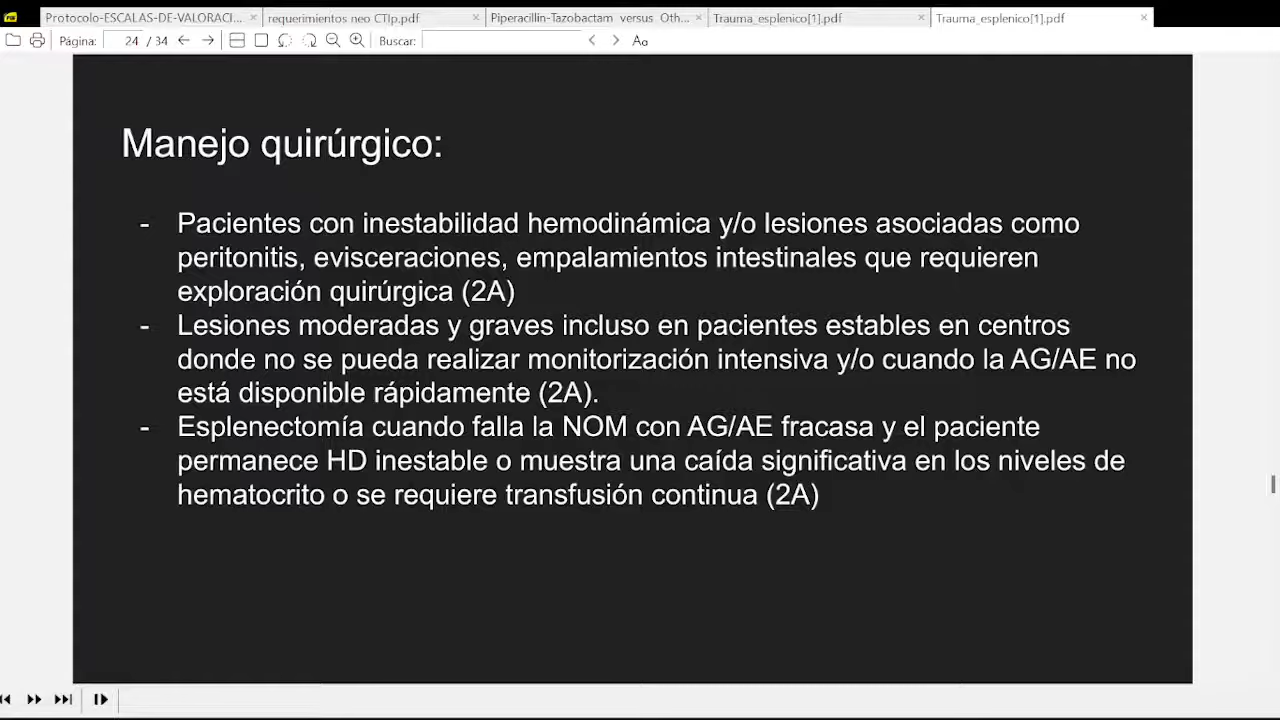 Protocolo-ESCALAS-DE-VALORACI...
requerimientos neo CTIp.pdf
Piperacillin-Tazobactam versus Oth...
Trauma_esplenico[1].pdf
Trauma_esplenico[1].pdf
Página: 24 / 34
Buscar:
Aa
Manejo quirúrgico:
- Pacientes con inestabilidad hemodinámica y/o lesiones asociadas como
peritonitis, evisceraciones, empalamientos intestinales que requieren
exploración quirúrgica (2A)
- Lesiones moderadas y graves incluso en pacientes estables en centros
donde no se pueda realizar monitorización intensiva y/o cuando la AG/AE no
está disponible rápidamente (2A).
- Esplenectomía cuando falla la NOM con AG/AE fracasa y el paciente
permanece HD inestable o muestra una caída significativa en los niveles de
hematocrito o se requiere transfusión continua (2A)